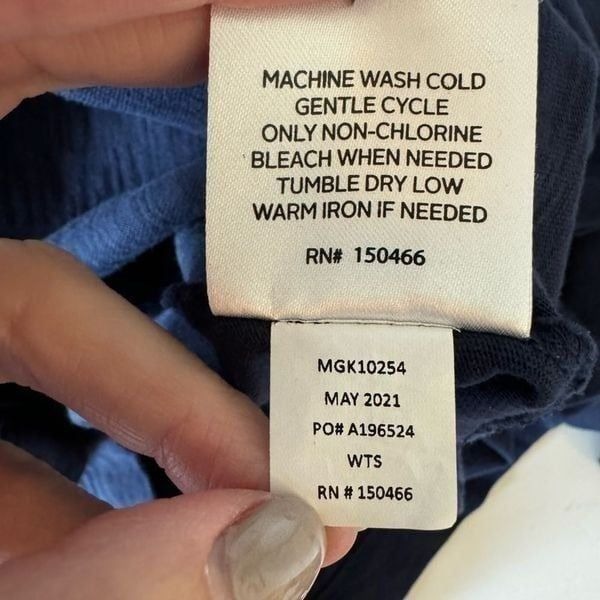 MACHINE WASH COLD
GENTLE CYCLE
ONLY NON-CHLORINE
BLEACH WHEN NEEDED
TUMBLE DRY LOW
WARM IRON IF NEEDED
RN# 150466
MGK10254
MAY 2021
PO# A196524
WTS
RN # 150466